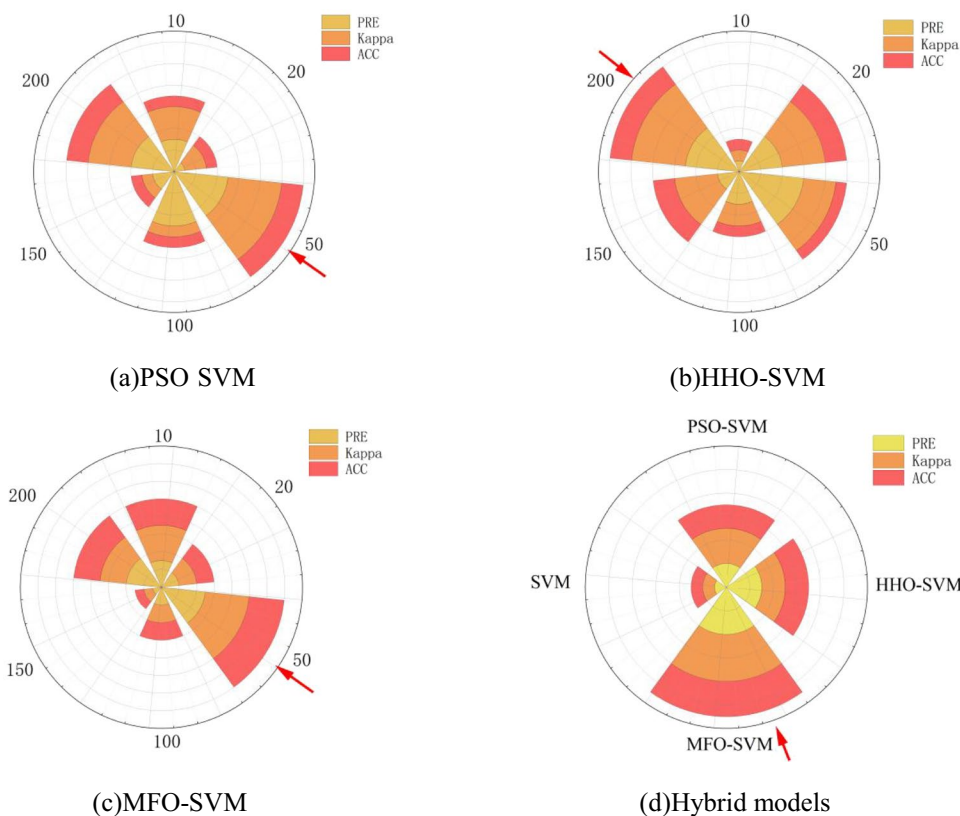 10
PRE
Kappa
ACC
20
200
50
150
100
(a)PSO SVM
10
PRE
Kappa
ACC
20
200
50
150
100
(b)HHO-SVM
10
PRE
Kappa
ACC
20
200
50
150
100
(c)MFO-SVM
PSO-SVM
PRE
Kappa
ACC
SVM
HHO-SVM
MFO-SVM
(d)Hybrid models